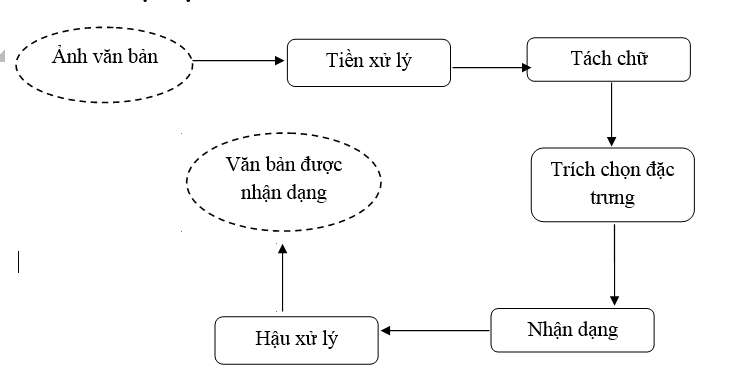 Ảnh văn bản
Tiền xử lý
Tách chữ
Trích chọn đặc
trưng
Nhận dạng
Hậu xử lý
Văn bản được
nhận dạng